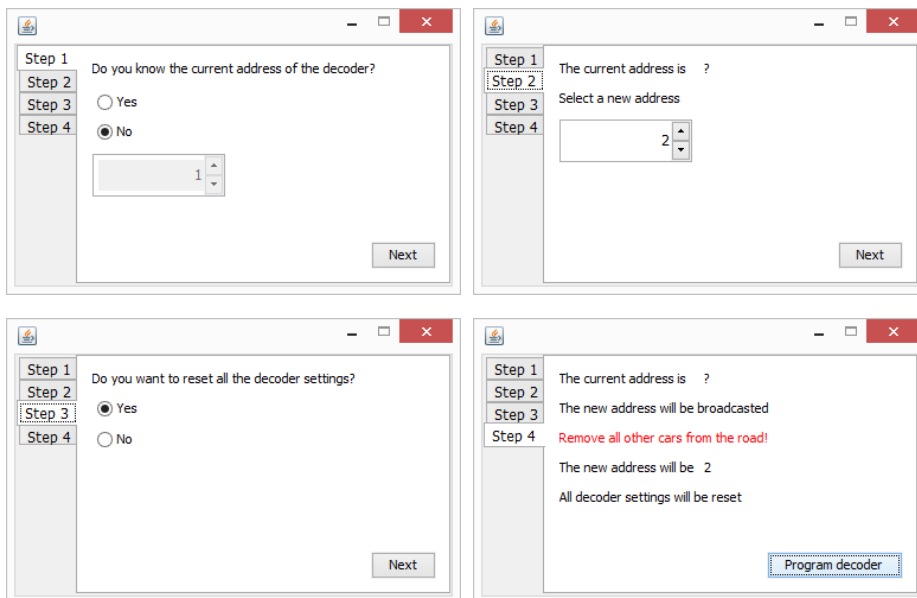 Step 1
Step 2
Step 3
Step 4
Do you know the current address of the decoder?
Yes
No
1
Next
Step 1
Step 2
Step 3
Step 4
The current address is ?
Select a new address
2
Next
Step 1
Step 2
Step 3
Step 4
Do you want to reset all the decoder settings?
Yes
No
Next
Step 1
Step 2
Step 3
Step 4
The current address is ?
The new address will be broadcasted
Remove all other cars from the road!
The new address will be 2
All decoder settings will be reset
Program decoder